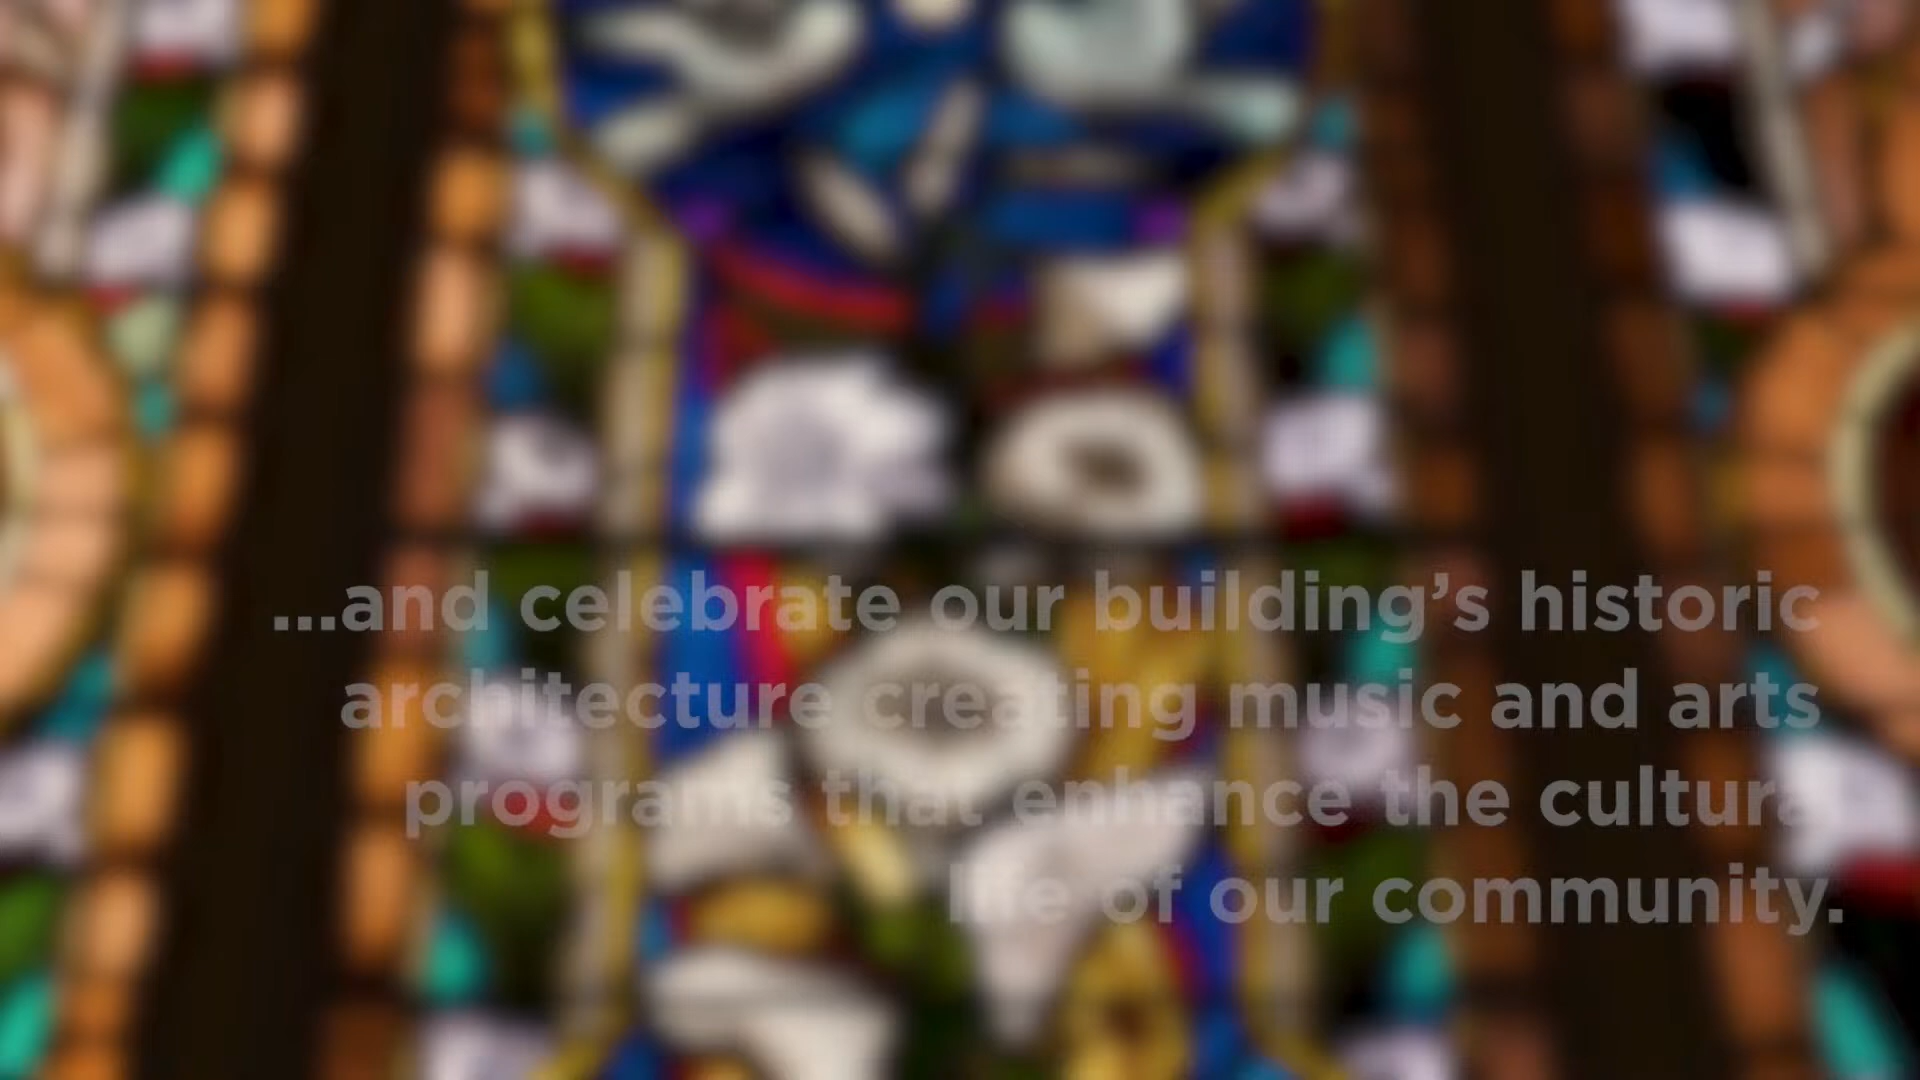 ...and celebrate our building’s historic
architecture creating music and arts
programs that enhance the cultural
life of our community.